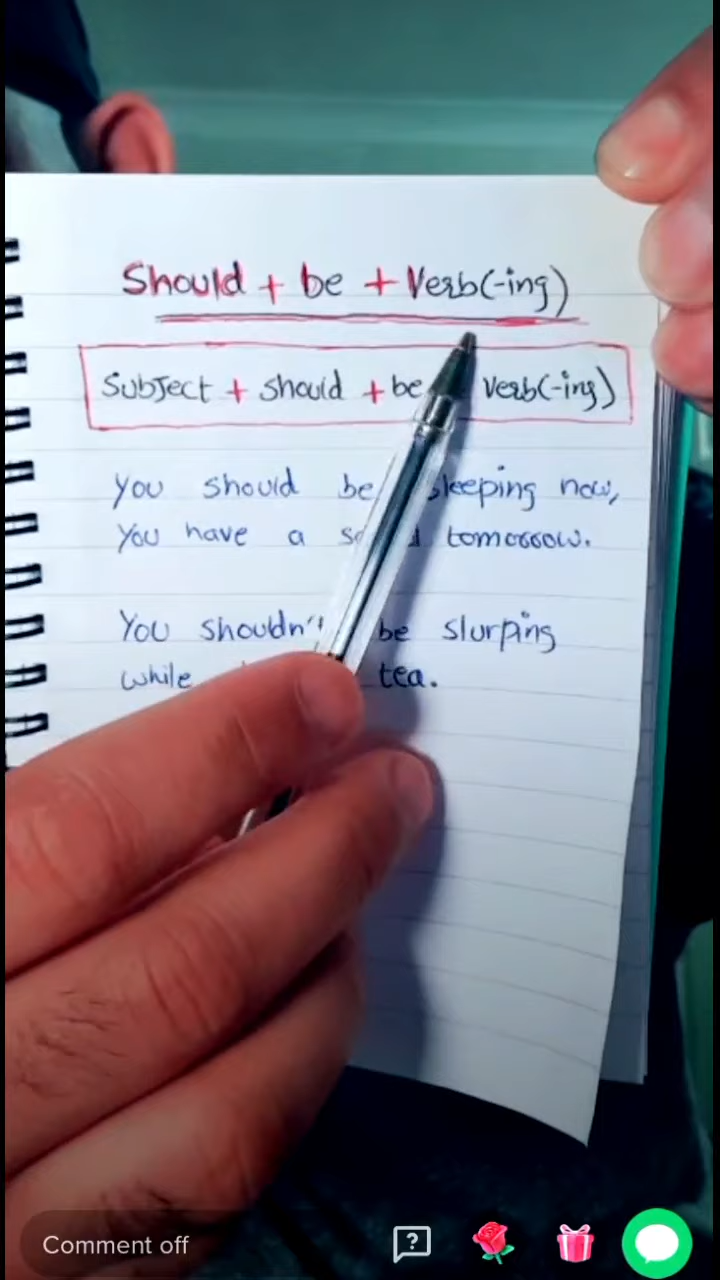 Should + be + Verb(-ing)
Subject + should + be verb(-ing)
You should be sleeping now,
You have a tomorrow.
You shouldn't be slurping
while tea.
Comment off